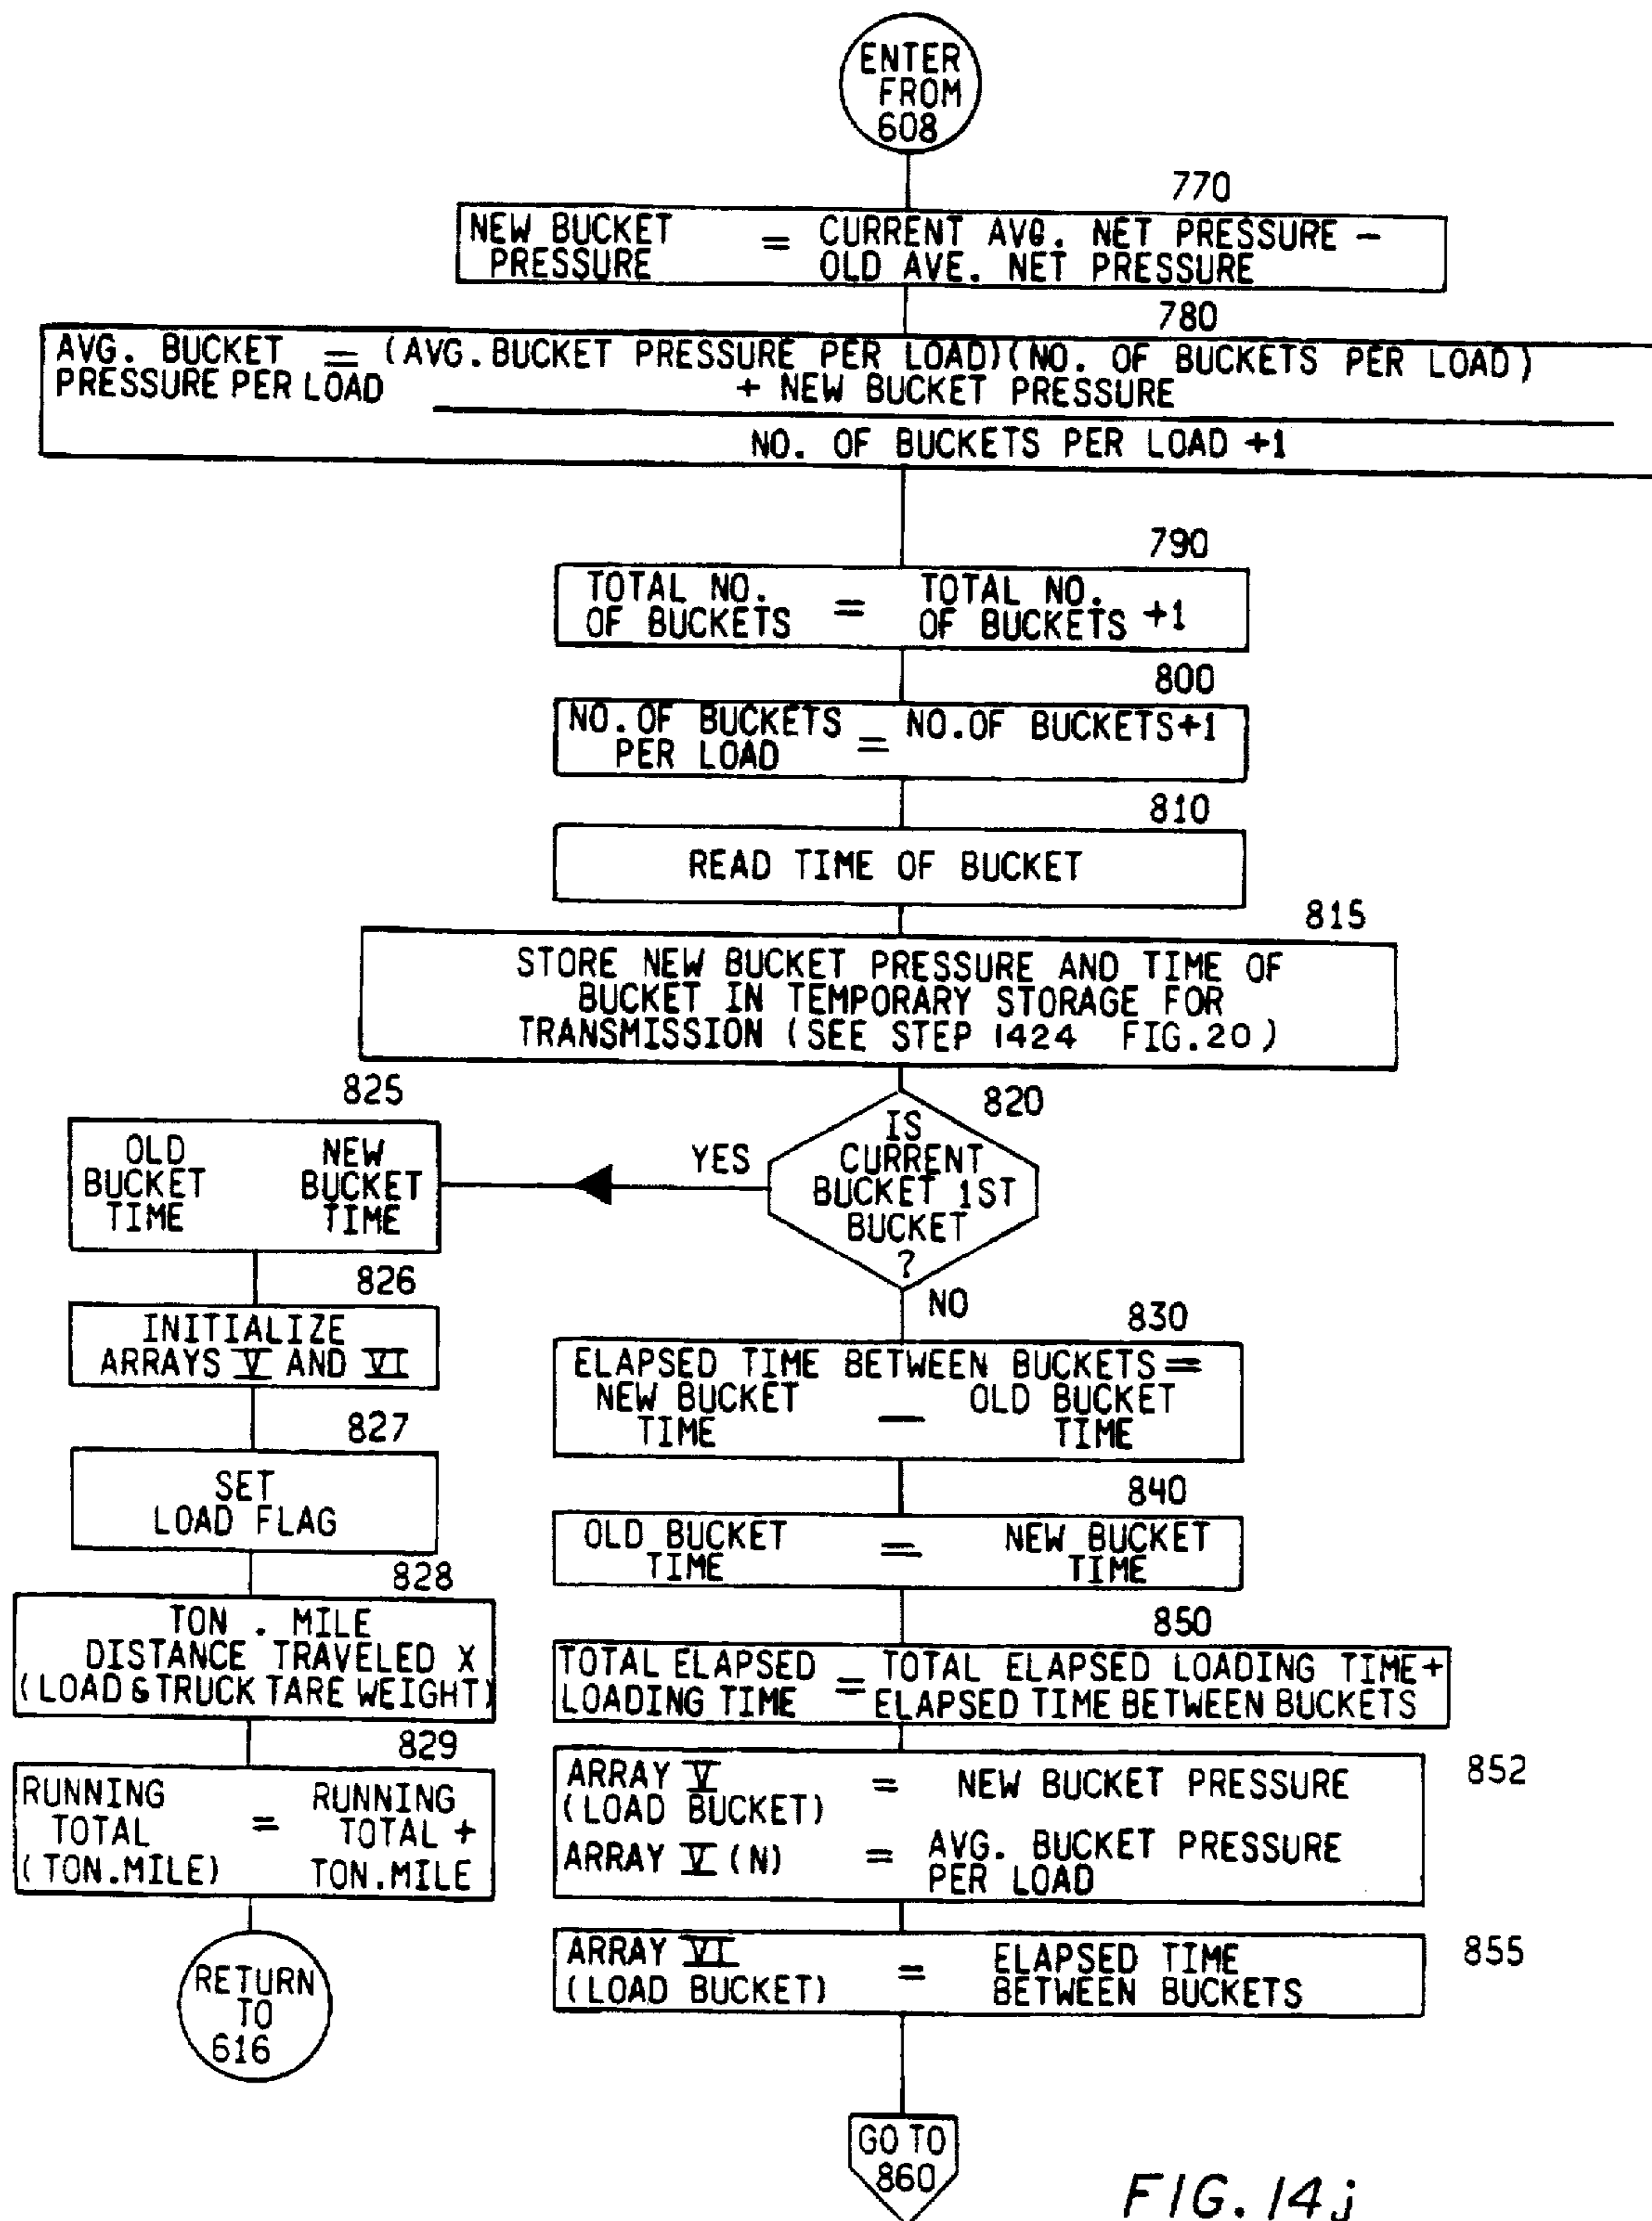 ENTER
FROM
608
770
NEW BUCKET = CURRENT AVG. NET PRESSURE -
PRESSURE OLD AVE. NET PRESSURE
780
AVG. BUCKET = (AVG. BUCKET PRESSURE PER LOAD)(NO. OF BUCKETS PER LOAD)
PRESSURE PER LOAD + NEW BUCKET PRESSURE
NO. OF BUCKETS PER LOAD +1
790
TOTAL NO. = TOTAL NO.
OF BUCKETS OF BUCKETS +1
800
NO. OF BUCKETS = NO. OF BUCKETS+1
PER LOAD
810
READ TIME OF BUCKET
815
STORE NEW BUCKET PRESSURE AND TIME OF
BUCKET IN TEMPORARY STORAGE FOR
TRANSMISSION (SEE STEP 1424 FIG.20)
820
IS
CURRENT
BUCKET 1ST
BUCKET
?
YES
NO
825
OLD NEW
BUCKET BUCKET
TIME TIME
826
INITIALIZE
ARRAYS V AND VI
827
SET
LOAD FLAG
828
TON . MILE
DISTANCE TRAVELED X
(LOAD & TRUCK TARE WEIGHT)
829
RUNNING RUNNING
TOTAL = TOTAL +
(TON.MILE) TON.MILE
RETURN
TO
616
830
ELAPSED TIME BETWEEN BUCKETS =
NEW BUCKET - OLD BUCKET
TIME TIME
840
OLD BUCKET = NEW BUCKET
TIME TIME
850
TOTAL ELAPSED = TOTAL ELAPSED LOADING TIME +
LOADING TIME ELAPSED TIME BETWEEN BUCKETS
852
ARRAY V = NEW BUCKET PRESSURE
(LOAD BUCKET)
ARRAY V (N) = AVG. BUCKET PRESSURE
PER LOAD
855
ARRAY VI = ELAPSED TIME
(LOAD BUCKET) BETWEEN BUCKETS
GO TO
860
FIG. 14j